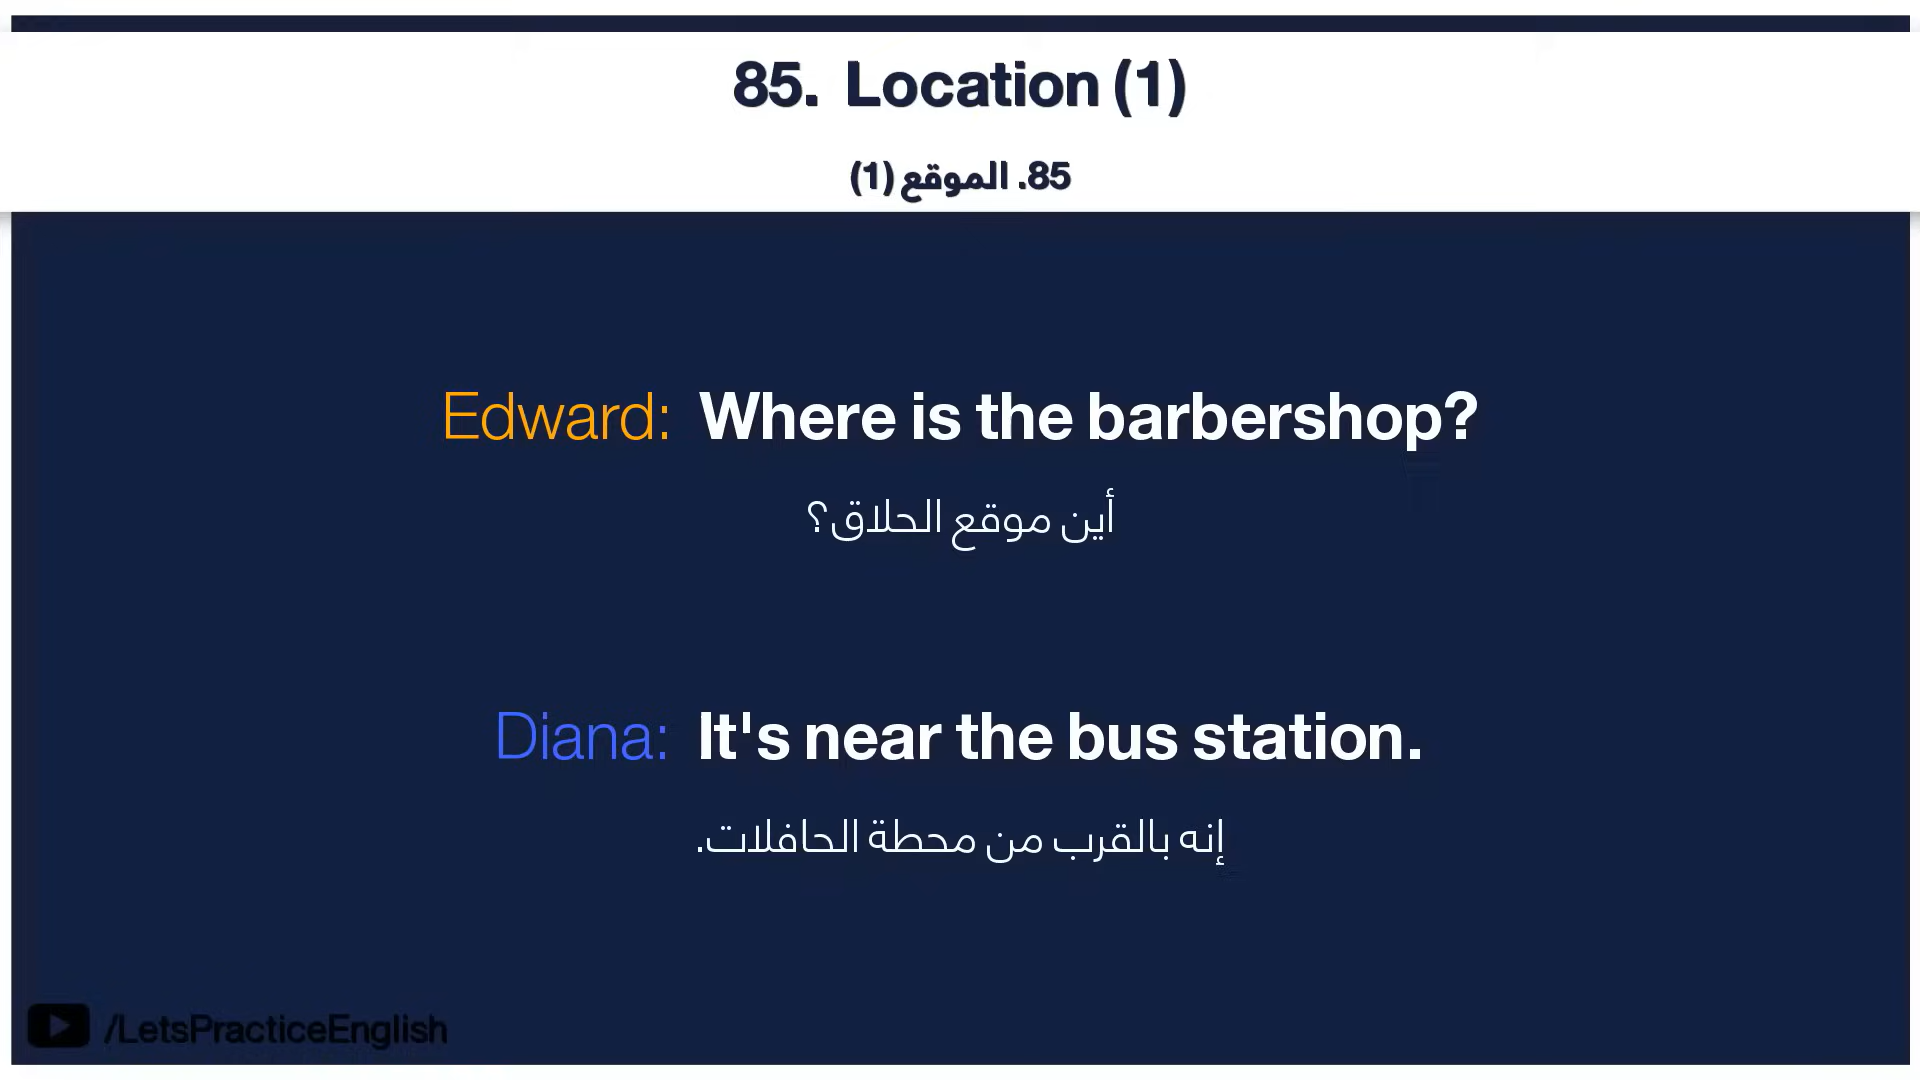 85. Location (1)
85. الموقع (1)
Edward: Where is the barbershop?
أين موقع الحلاق؟
Diana: It's near the bus station.
إنه بالقرب من محطة الحافلات.
/LetsPracticeEnglish